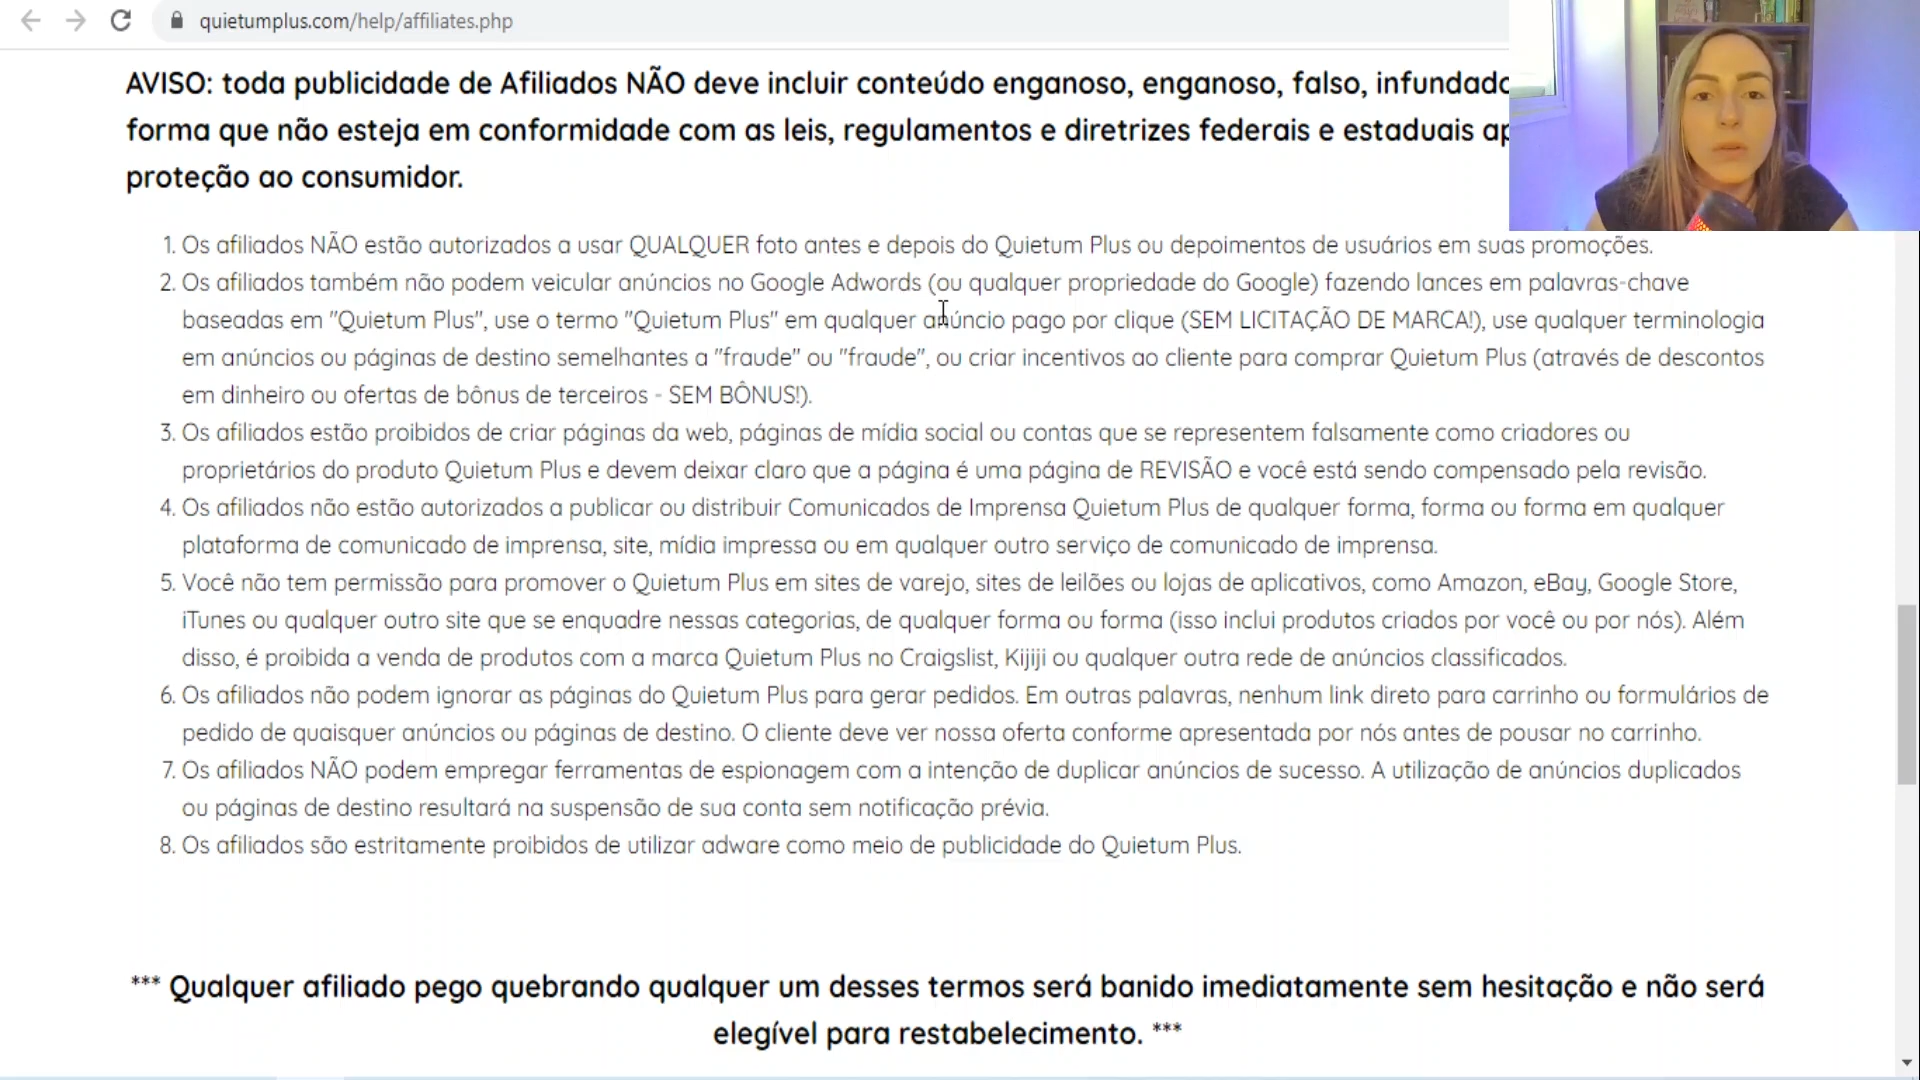 quietumplus.com/help/affiliates.php
AVISO: toda publicidade de Afiliados NÃO deve incluir conteúdo enganoso, enganoso, falso, infundado
forma que não esteja em conformidade com as leis, regulamentos e diretrizes federais e estaduais
proteção ao consumidor.
1. Os afiliados NÃO estão autorizados a usar QUALQUER foto antes e depois do Quietum Plus ou depoimentos de usuários em suas promoções.
2. Os afiliados também não podem veicular anúncios no Google Adwords (ou qualquer propriedade do Google) fazendo lances em palavras-chave
baseadas em "Quietum Plus", use o termo "Quietum Plus" em qualquer anúncio pago por clique (SEM LICITAÇÃO DE MARCA!), use qualquer terminologia
em anúncios ou páginas de destino semelhantes a "fraude" ou "fraude", ou criar incentivos ao cliente para comprar Quietum Plus (através de descontos
em dinheiro ou ofertas de bônus de terceiros - SEM BÔNUS!).
3. Os afiliados estão proibidos de criar páginas da web, páginas de mídia social ou contas que se representem falsamente como criadores ou
proprietários do produto Quietum Plus e devem deixar claro que a página é uma página de REVISÃO e você está sendo compensado pela revisão.
4. Os afiliados não estão autorizados a publicar ou distribuir Comunicados de Imprensa Quietum Plus de qualquer forma, forma ou forma em qualquer
plataforma de comunicado de imprensa, site, mídia impressa ou em qualquer outro serviço de comunicado de imprensa.
5. Você não tem permissão para promover o Quietum Plus em sites de varejo, sites de leilões ou lojas de aplicativos, como Amazon, eBay, Google Store,
iTunes ou qualquer outro site que se enquadre nessas categorias, de qualquer forma ou forma (isso inclui produtos criados por você ou por nós). Além
disso, é proibida a venda de produtos com a marca Quietum Plus no Craigslist, Kijiji ou qualquer outra rede de anúncios classificados.
6. Os afiliados não podem ignorar as páginas do Quietum Plus para gerar pedidos. Em outras palavras, nenhum link direto para carrinho ou formulários de
pedido de quaisquer anúncios ou páginas de destino. O cliente deve ver nossa oferta conforme apresentada por nós antes de pousar no carrinho.
7. Os afiliados NÃO podem empregar ferramentas de espionagem com a intenção de duplicar anúncios de sucesso. A utilização de anúncios duplicados
ou páginas de destino resultará na suspensão de sua conta sem notificação prévia.
8. Os afiliados são estritamente proibidos de utilizar adware como meio de publicidade do Quietum Plus.
*** Qualquer afiliado pego quebrando qualquer um desses termos será banido imediatamente sem hesitação e não será
elegível para restabelecimento. ***